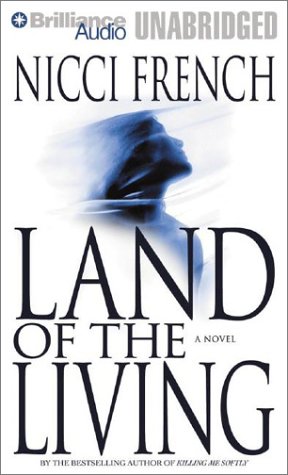 Brilliance Audio UNABRIDGED
NICCI FRENCH
LAND
OF THE
A NOVEL
LIVING
BY THE BESTSELLING AUTHOR OF KILLING ME SOFTLY